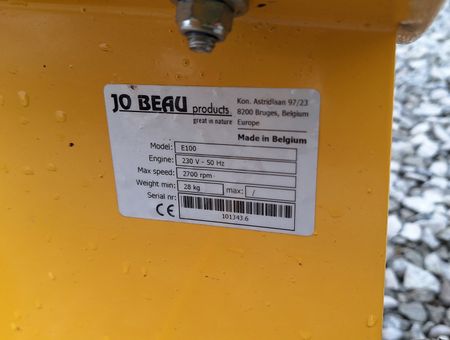 JO BEAU products
great in nature
Kon. Astridlaan 97/23
8200 Bruges, Belgium
Europe
Made in Belgium
Model: E100
Engine: 230 V - 50 Hz
Max speed: 2700 rpm
Weight min: 28 kg max: /
Serial nr:
CE
101343.6